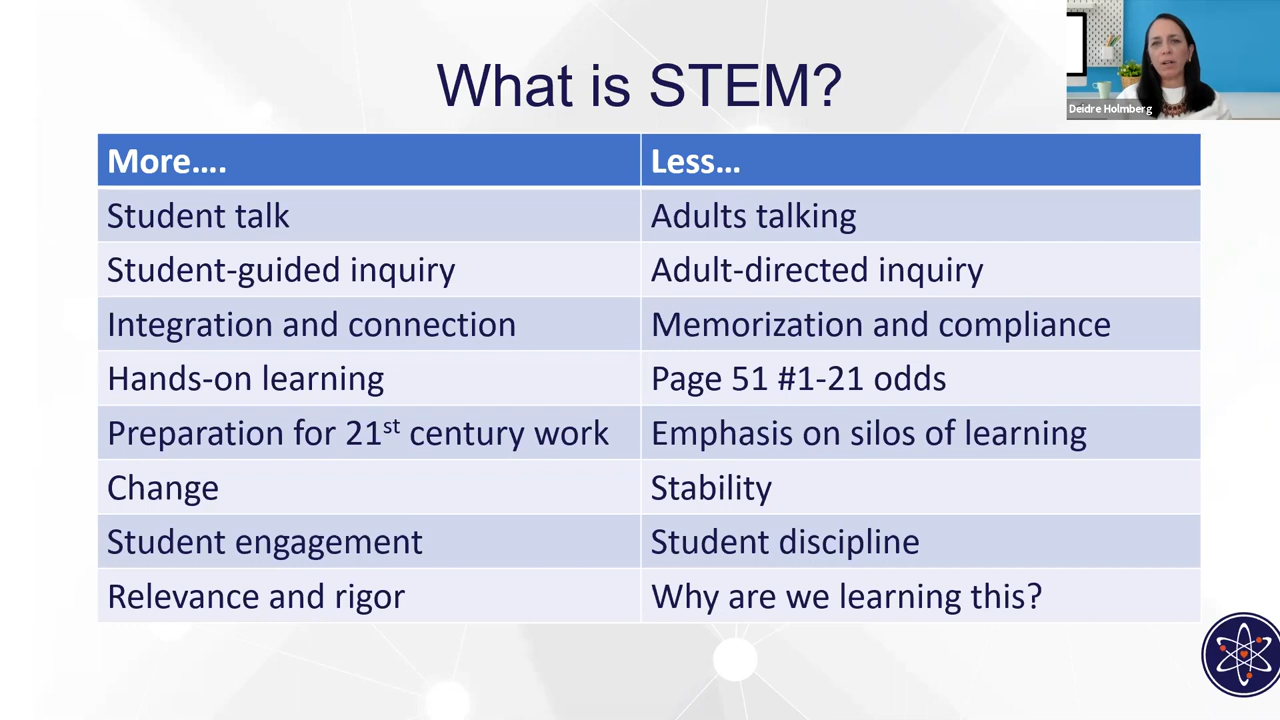 What is STEM?
Deidre Holmberg
More.... Less...
Student talk Adults talking
Student-guided inquiry Adult-directed inquiry
Integration and connection Memorization and compliance
Hands-on learning Page 51 #1-21 odds
Preparation for 21st century work Emphasis on silos of learning
Change Stability
Student engagement Student discipline
Relevance and rigor Why are we learning this?